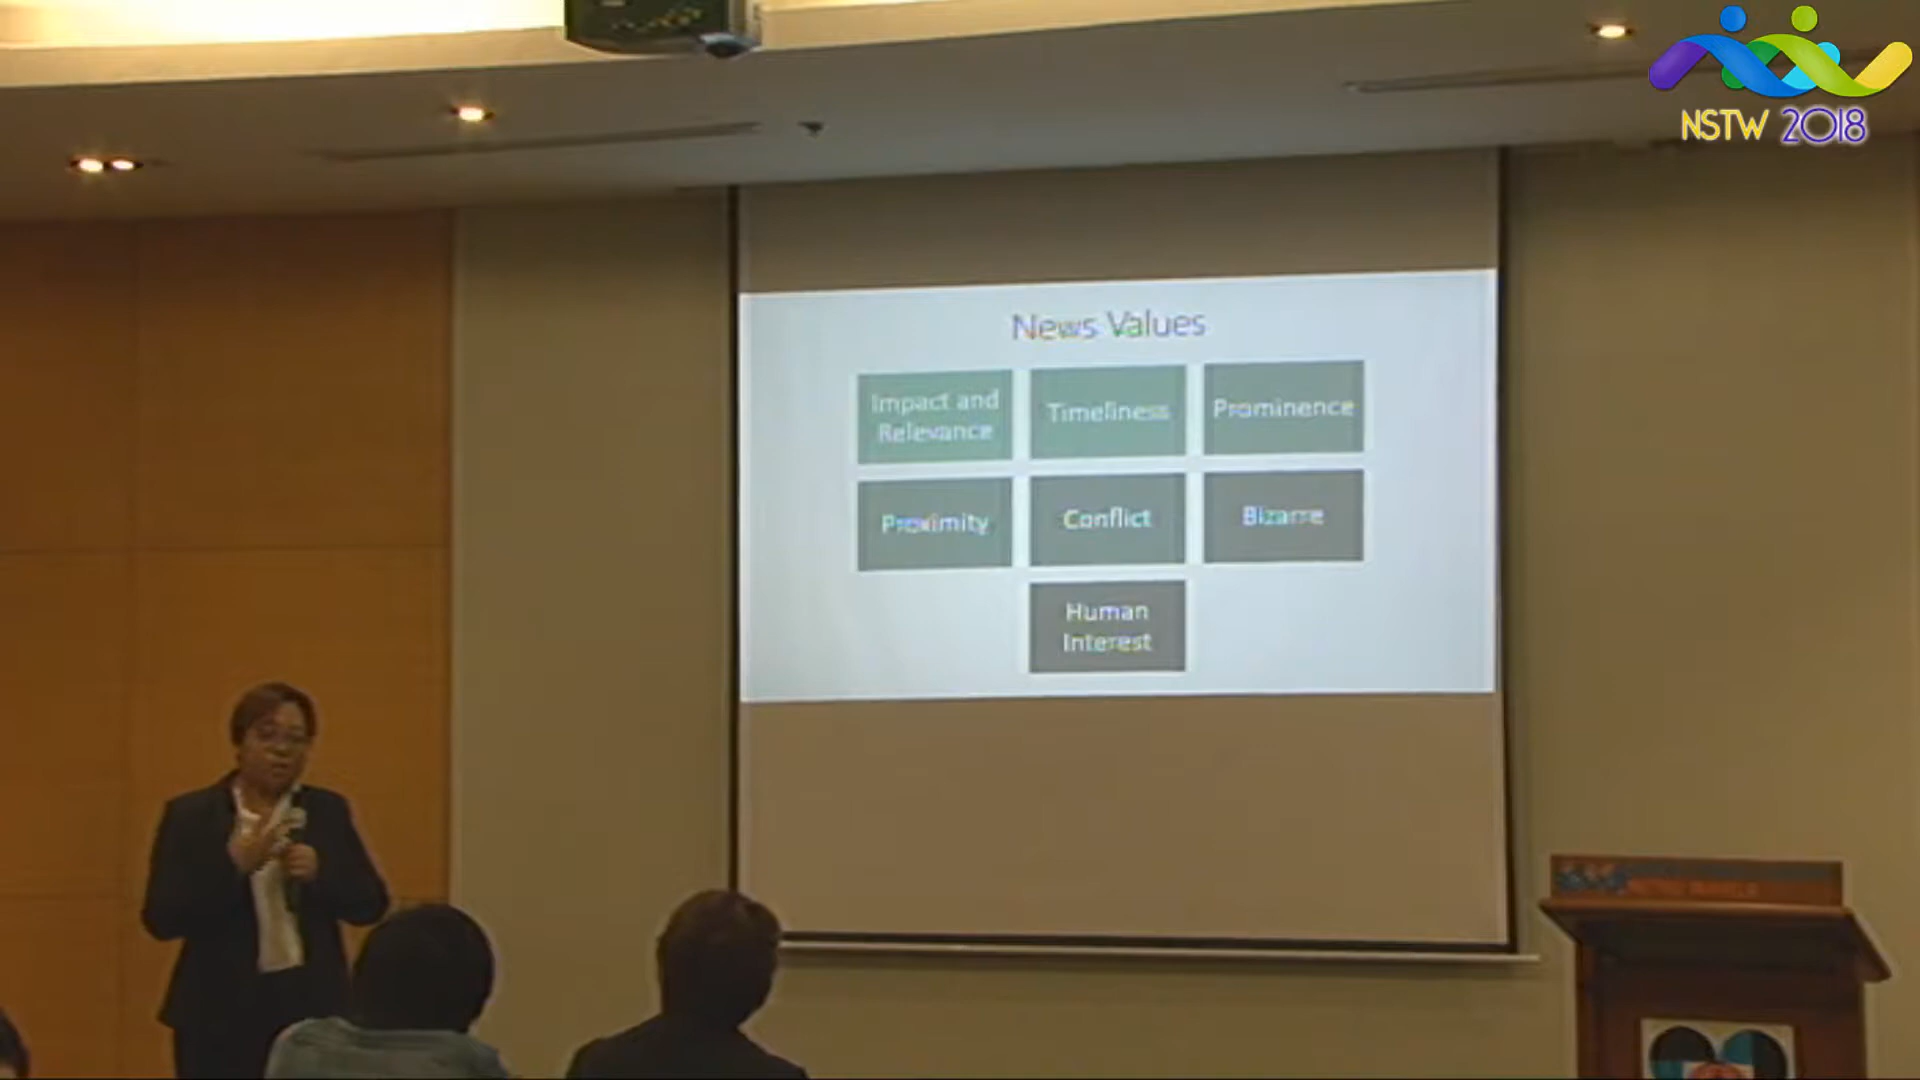 NSTW 2018
News Values
Impact and
Relevance
Timeliness
Prominence
Proximity
Conflict
Bizarre
Human
Interest